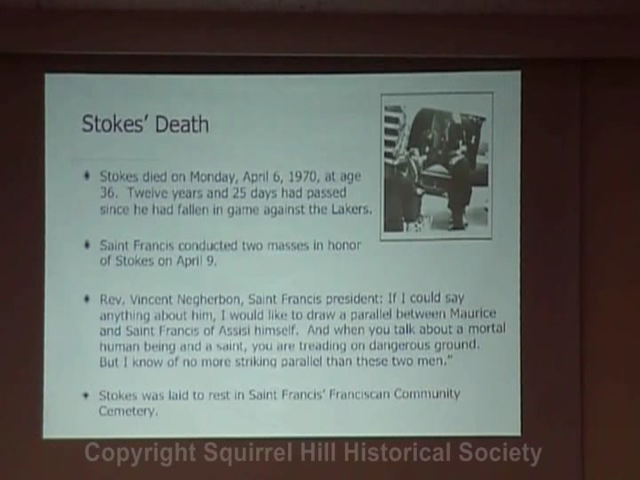 Stokes' Death
Stokes died on Monday, April 6, 1970, at age
36. Twelve years and 25 days had passed
since he had fallen in game against the Lakers.
Saint Francis conducted two masses in honor
of Stokes on April 9.
Rev. Vincent Negherbon, Saint Francis president: If I could say
anything about him, I would like to draw a parallel between Maurice
and Saint Francis of Assisi himself. And when you talk about a mortal
human being and a saint, you are treading on dangerous ground.
But I know of no more striking parallel than these two men."
Stokes was laid to rest in Saint Francis' Franciscan Community
Cemetery.
Copyright Squirrel Hill Historical Society